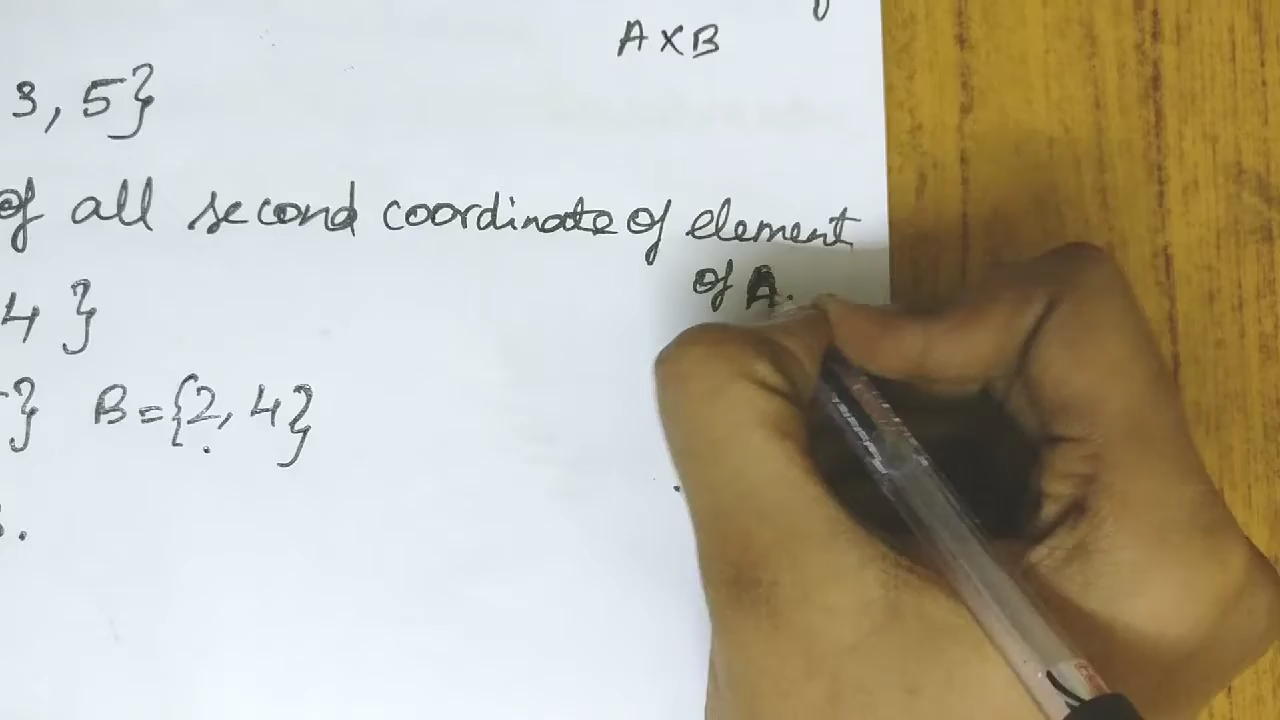 A X B
3, 5}
of all second coordinate of element
of A.
4 }
} B = {2, 4}
.